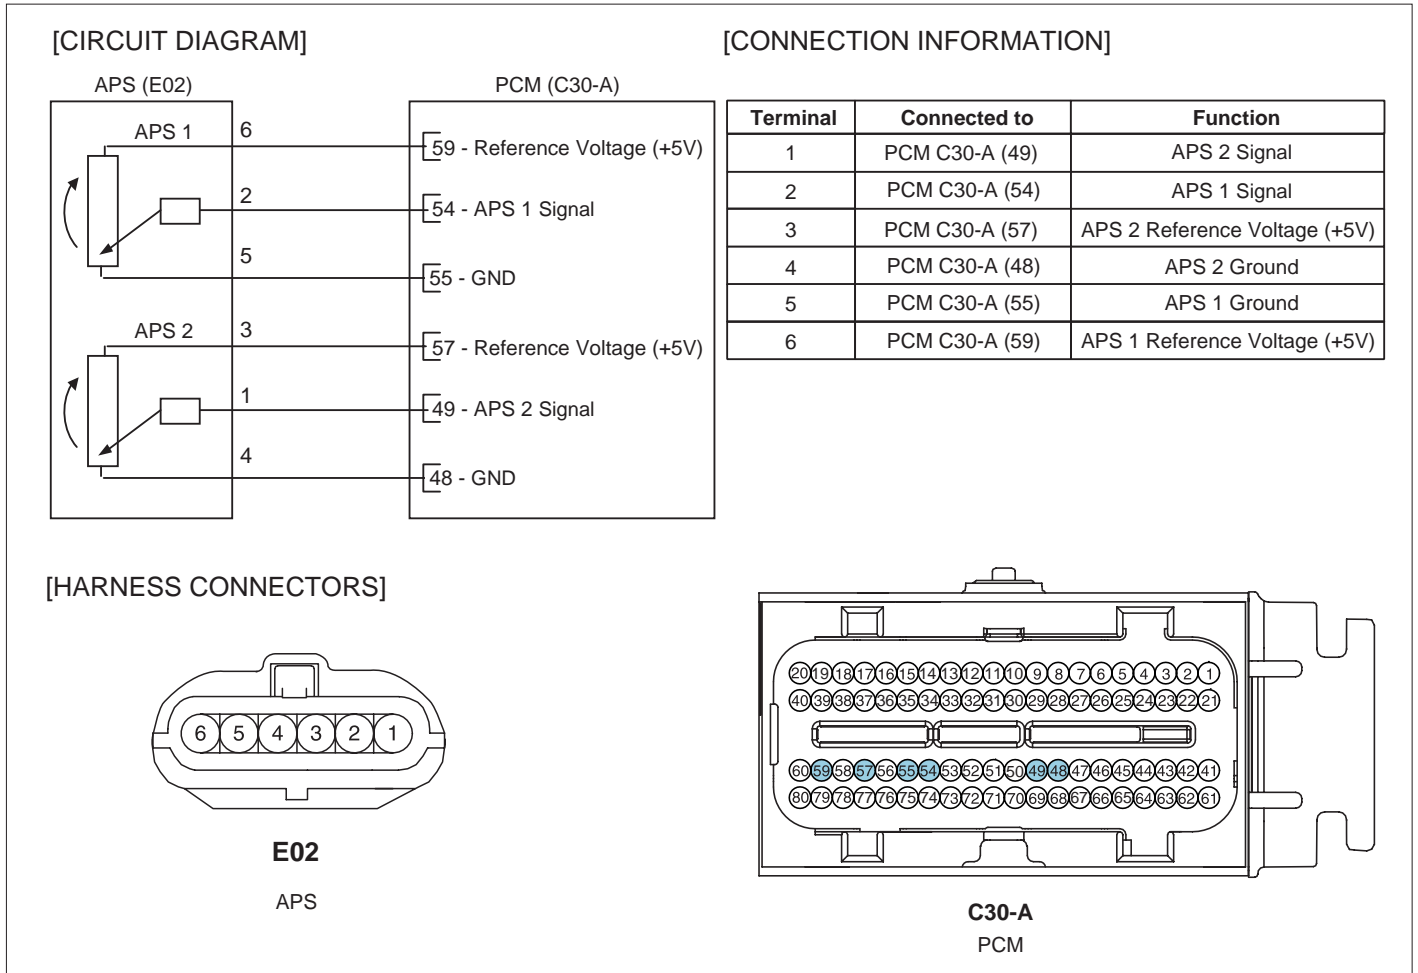 [CIRCUIT DIAGRAM]
APS (E02)
PCM (C30-A)
APS 1
6
59 - Reference Voltage (+5V)
2
54 - APS 1 Signal
5
55 - GND
APS 2
3
57 - Reference Voltage (+5V)
1
49 - APS 2 Signal
4
48 - GND
[CONNECTION INFORMATION]
Terminal Connected to Function
1 PCM C30-A (49) APS 2 Signal
2 PCM C30-A (54) APS 1 Signal
3 PCM C30-A (57) APS 2 Reference Voltage (+5V)
4 PCM C30-A (48) APS 2 Ground
5 PCM C30-A (55) APS 1 Ground
6 PCM C30-A (59) APS 1 Reference Voltage (+5V)
[HARNESS CONNECTORS]
6 5 4 3 2 1
E02
APS
20 19 18 17 16 15 14 13 12 11 10 9 8 7 6 5 4 3 2 1
40 39 38 37 36 35 34 33 32 31 30 29 28 27 26 25 24 23 22 21
60 59 58 57 56 55 54 53 52 51 50 49 48 47 46 45 44 43 42 41
80 79 78 77 76 75 74 73 72 71 70 69 68 67 66 65 64 63 62 61
C30-A
PCM